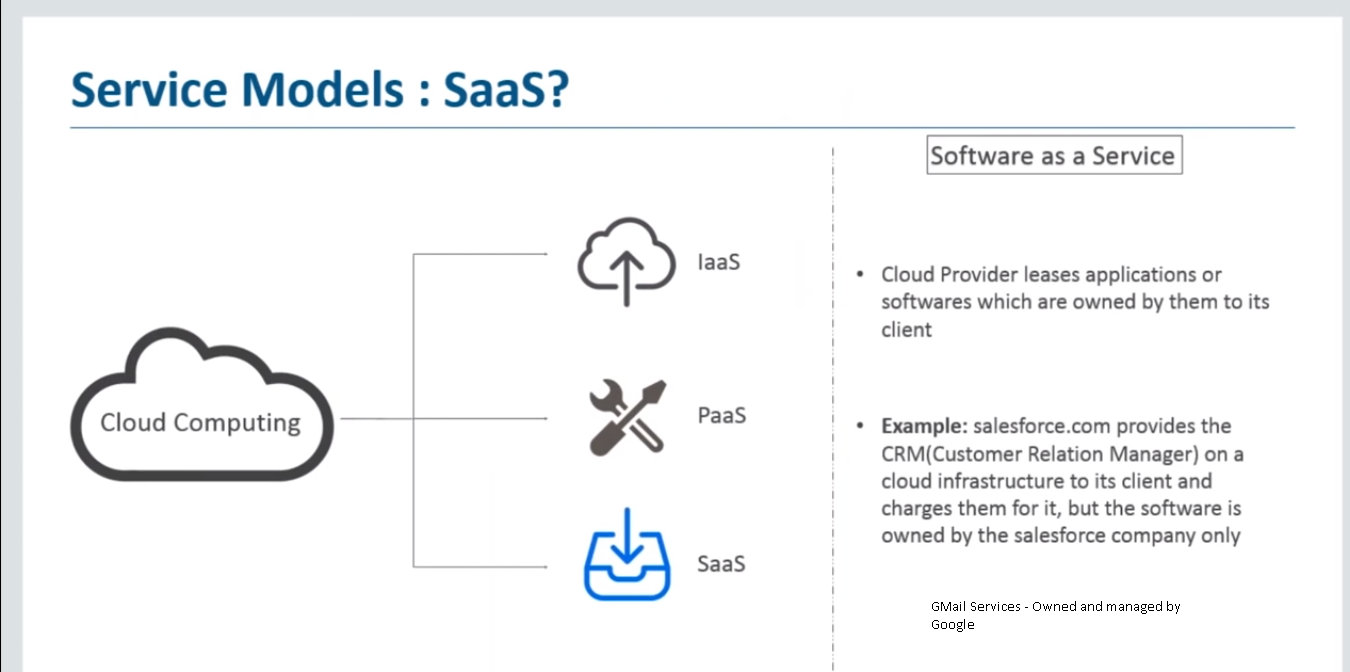 Service Models : SaaS?
Cloud Computing
IaaS
PaaS
SaaS
Software as a Service
• Cloud Provider leases applications or
softwares which are owned by them to its
client
• Example: salesforce.com provides the
CRM(Customer Relation Manager) on a
cloud infrastructure to its client and
charges them for it, but the software is
owned by the salesforce company only
GMail Services - Owned and managed by
Google